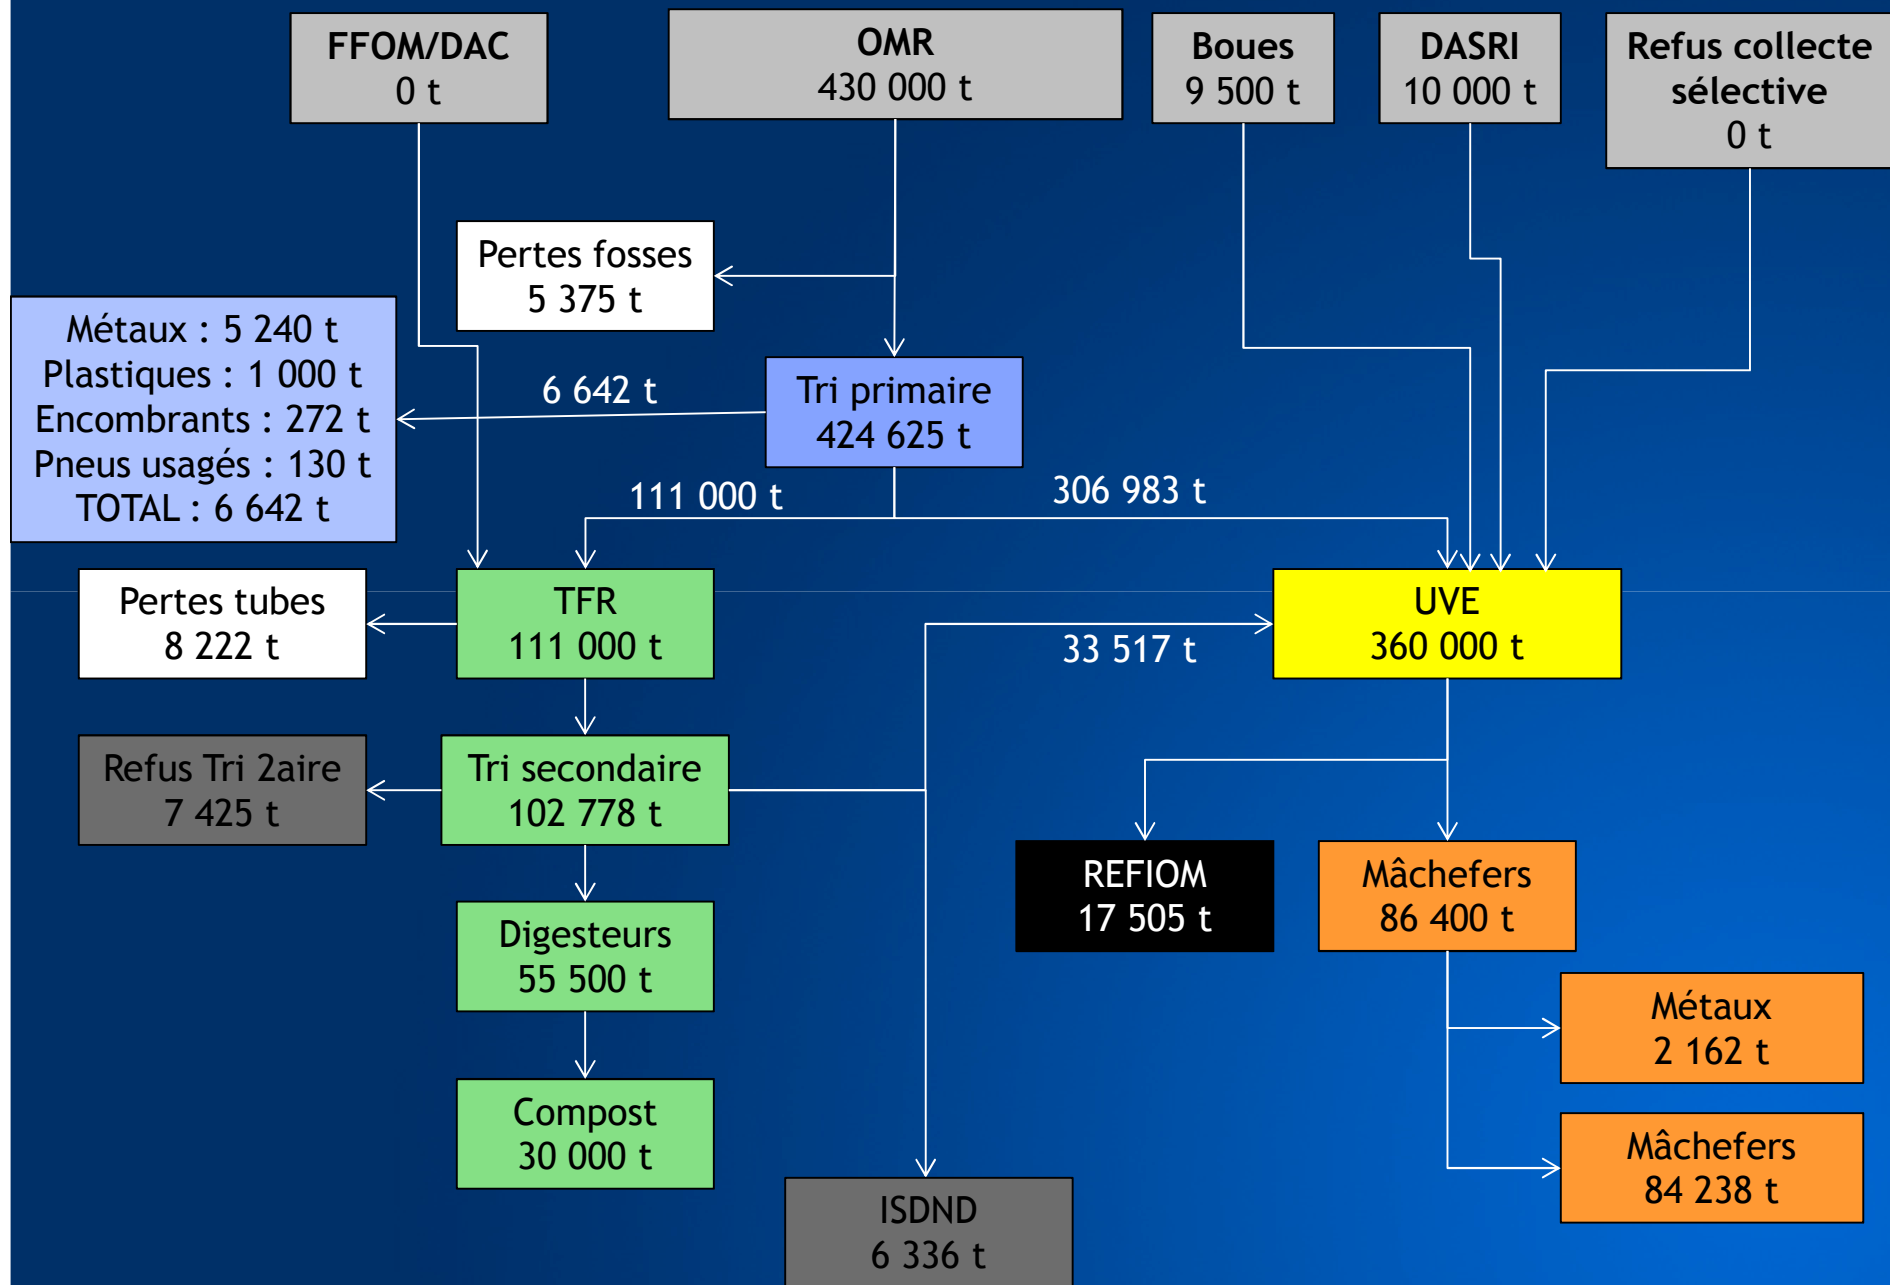 FFOM/DAC
0 t
OMR
430 000 t
Boues
9 500 t
DASRI
10 000 t
Refus collecte
sélective
0 t
Pertes fosses
5 375 t
Métaux : 5 240 t
Plastiques : 1 000 t
Encombrants : 272 t
Pneus usagés : 130 t
TOTAL : 6 642 t
6 642 t
Tri primaire
424 625 t
111 000 t
306 983 t
Pertes tubes
8 222 t
TFR
111 000 t
33 517 t
UVE
360 000 t
Refus Tri 2aire
7 425 t
Tri secondaire
102 778 t
REFIOM
17 505 t
Mâchefers
86 400 t
Digesteurs
55 500 t
Métaux
2 162 t
Compost
30 000 t
Mâchefers
84 238 t
ISDND
6 336 t